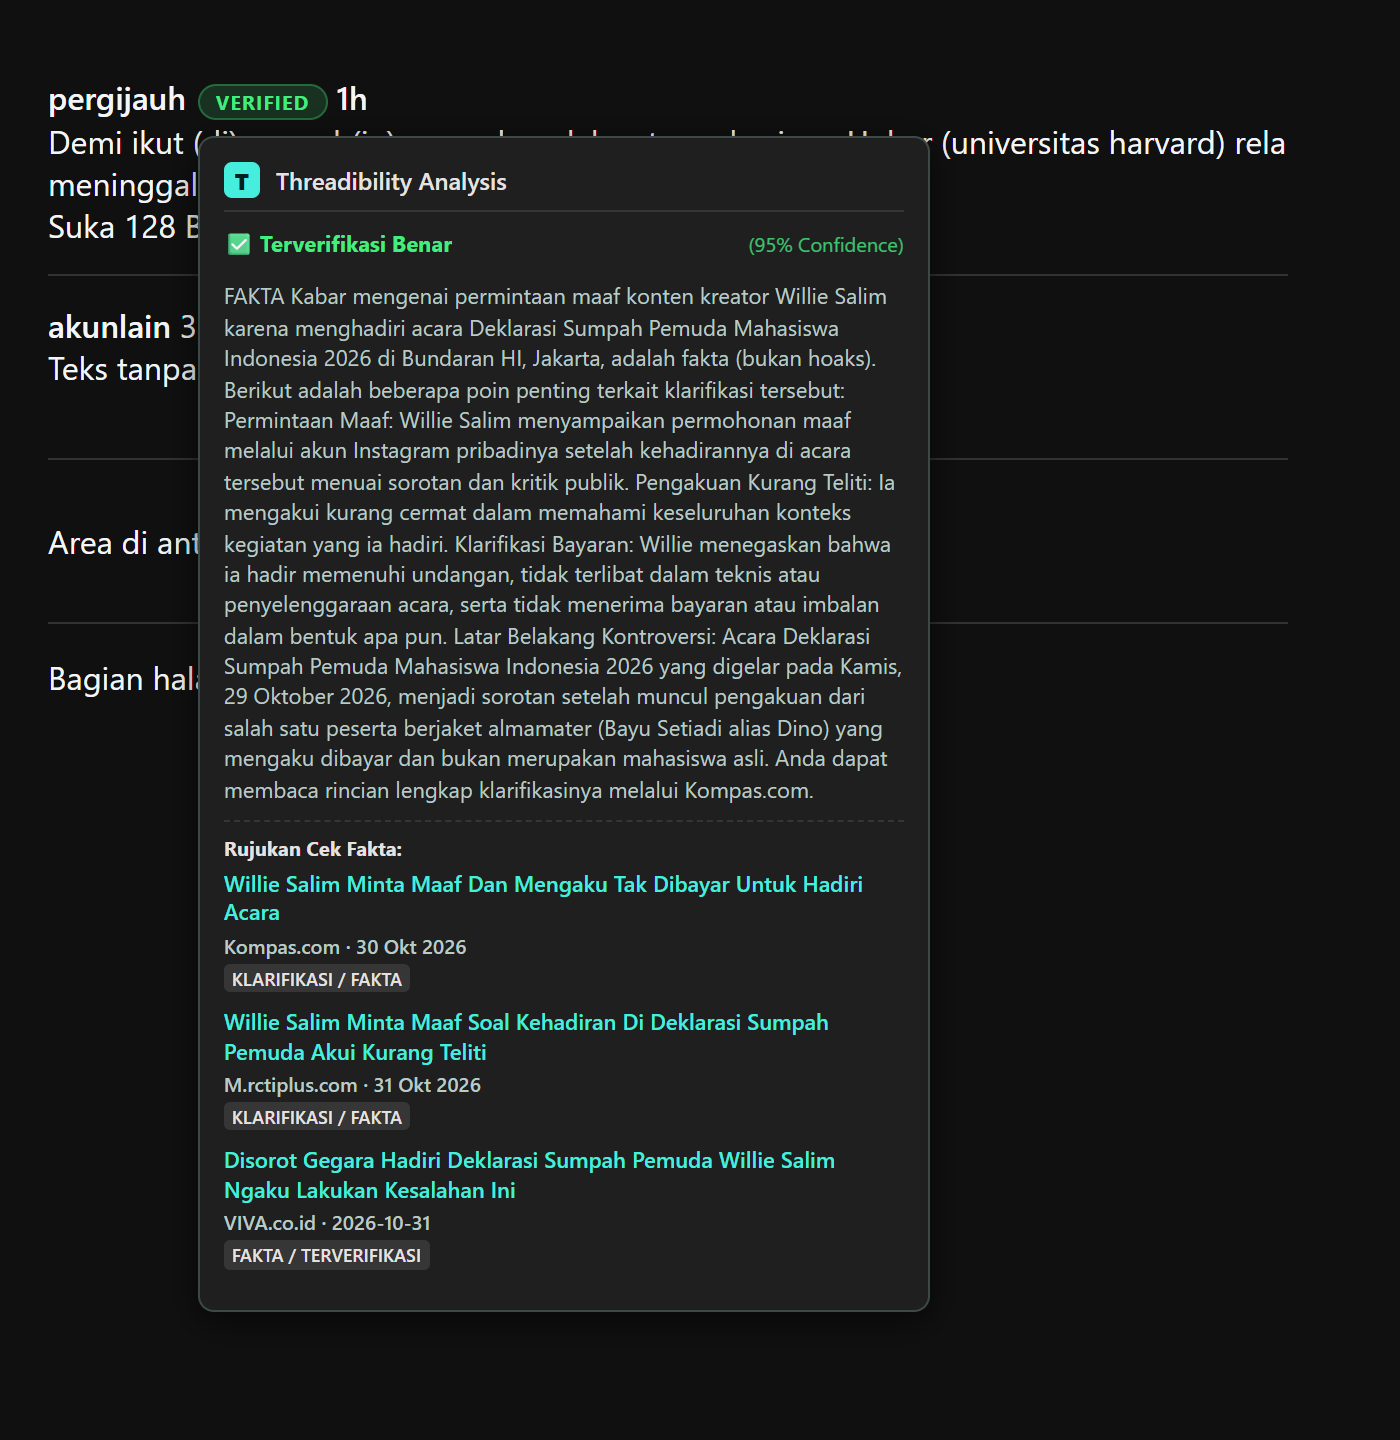 pergijauh VERIFIED 1h
Demi ikut (universitas harvard) rela
meninggal
Suka 128
T Threadibility Analysis
Terverifikasi Benar (95% Confidence)
FAKTA Kabar mengenai permintaan maaf konten kreator Willie Salim
karena menghadiri acara Deklarasi Sumpah Pemuda Mahasiswa
Indonesia 2026 di Bundaran HI, Jakarta, adalah fakta (bukan hoaks).
Berikut adalah beberapa poin penting terkait klarifikasi tersebut:
Permintaan Maaf: Willie Salim menyampaikan permohonan maaf
melalui akun Instagram pribadinya setelah kehadirannya di acara
tersebut menuai sorotan dan kritik publik. Pengakuan Kurang Teliti: Ia
mengakui kurang cermat dalam memahami keseluruhan konteks
kegiatan yang ia hadiri. Klarifikasi Bayaran: Willie menegaskan bahwa
ia hadir memenuhi undangan, tidak terlibat dalam teknis atau
penyelenggaraan acara, serta tidak menerima bayaran atau imbalan
dalam bentuk apa pun. Latar Belakang Kontroversi: Acara Deklarasi
Sumpah Pemuda Mahasiswa Indonesia 2026 yang digelar pada Kamis,
29 Oktober 2026, menjadi sorotan setelah muncul pengakuan dari
salah satu peserta berjaket almamater (Bayu Setiadi alias Dino) yang
mengaku dibayar dan bukan merupakan mahasiswa asli. Anda dapat
membaca rincian lengkap klarifikasinya melalui Kompas.com.
Rujukan Cek Fakta:
Willie Salim Minta Maaf Dan Mengaku Tak Dibayar Untuk Hadiri
Acara
Kompas.com · 30 Okt 2026
KLARIFIKASI / FAKTA
Willie Salim Minta Maaf Soal Kehadiran Di Deklarasi Sumpah
Pemuda Akui Kurang Teliti
M.rctiplus.com · 31 Okt 2026
KLARIFIKASI / FAKTA
Disorot Gegara Hadiri Deklarasi Sumpah Pemuda Willie Salim
Ngaku Lakukan Kesalahan Ini
VIVA.co.id · 2026-10-31
FAKTA / TERVERIFIKASI
akunlain 3
Teks tanpa
Area di
Bagian